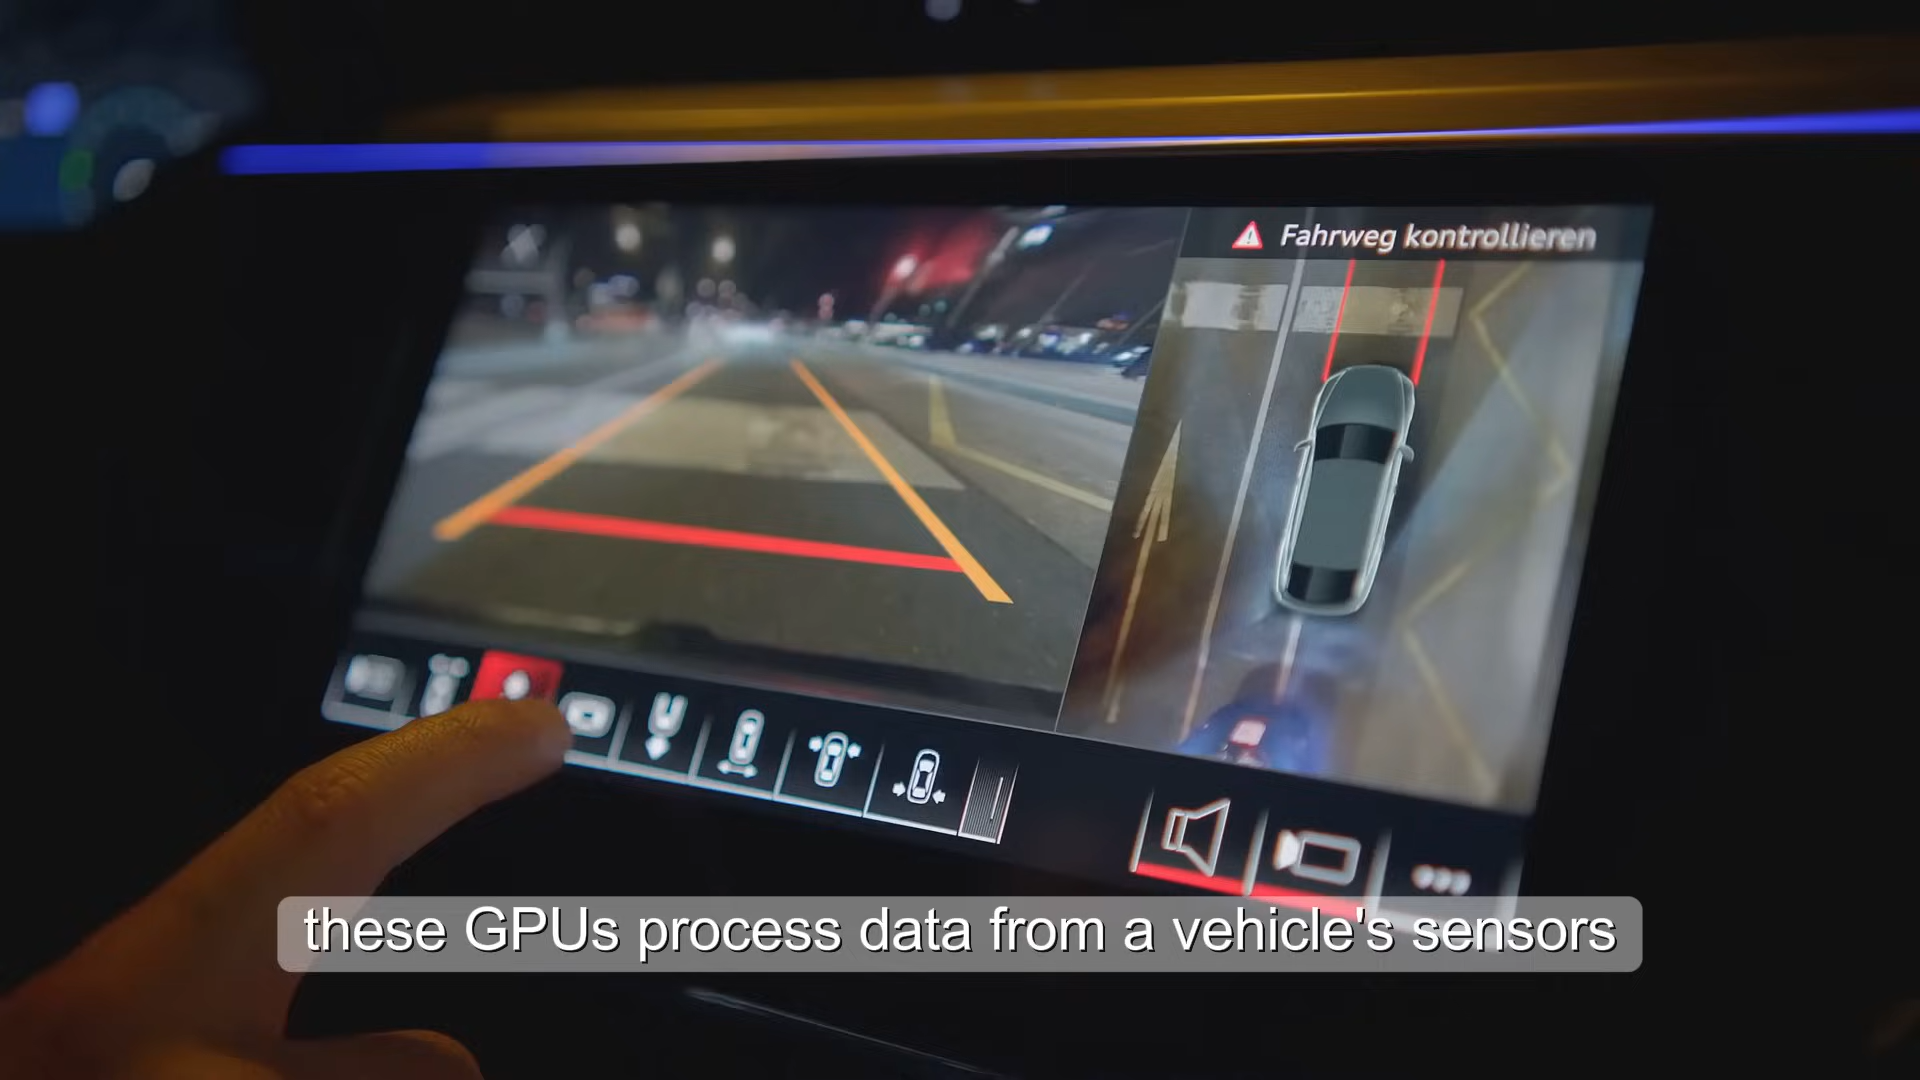 Fahrweg kontrollieren
these GPUs process data from a vehicle's sensors